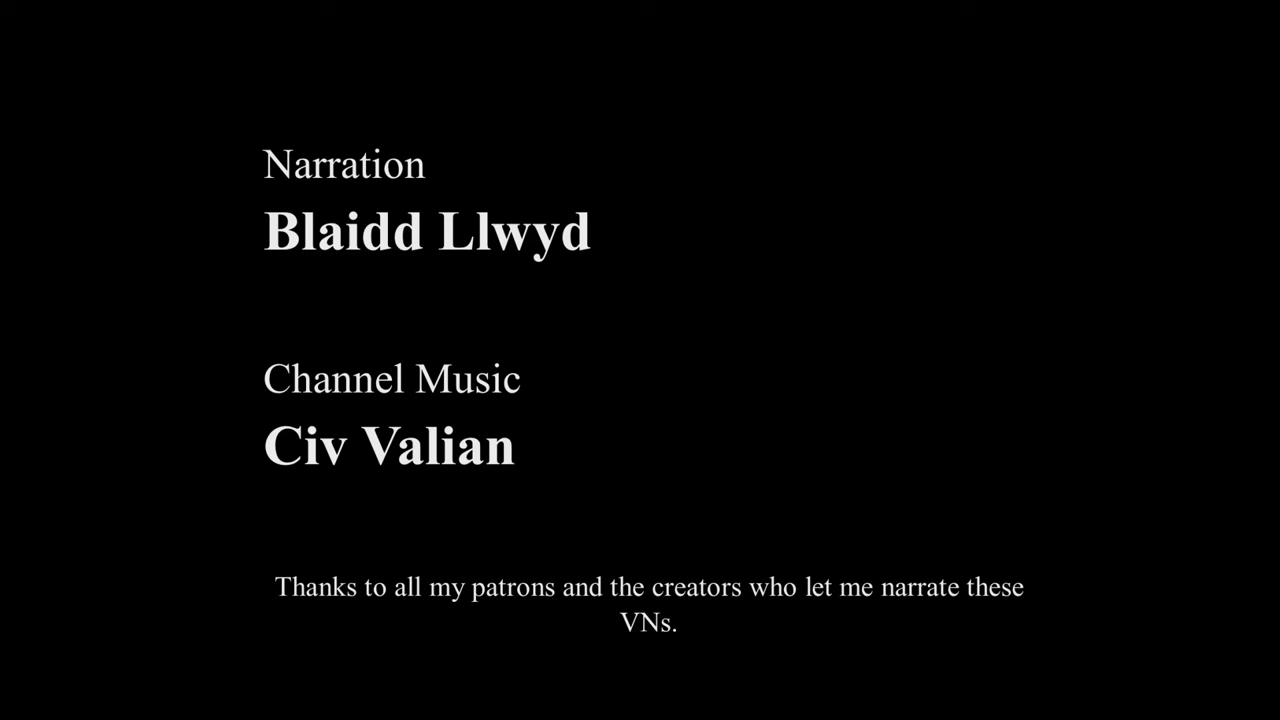 Narration
Blaidd Llwyd
Channel Music
Civ Valian
Thanks to all my patrons and the creators who let me narrate these
VNs.